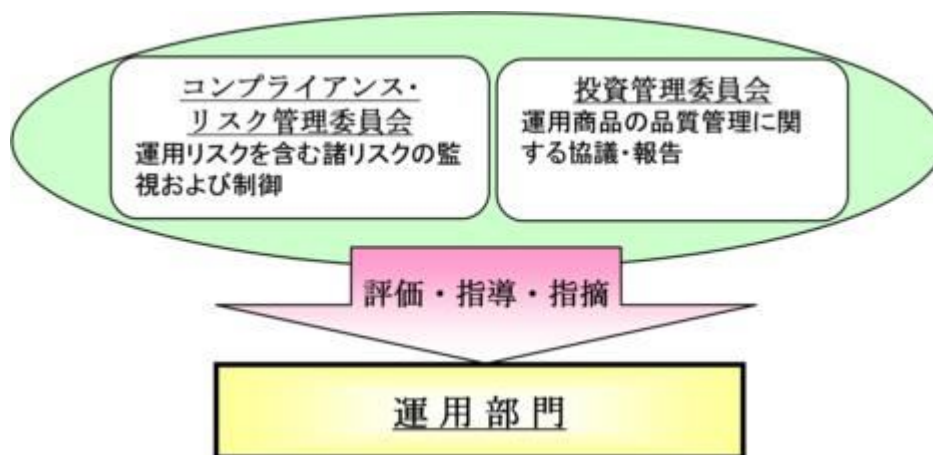 コンプライアンス・
リスク管理委員会
運用リスクを含む諸リスクの監
視および制御
投資管理委員会
運用商品の品質管理に関
する協議・報告
評価・指導・指摘
運用部門